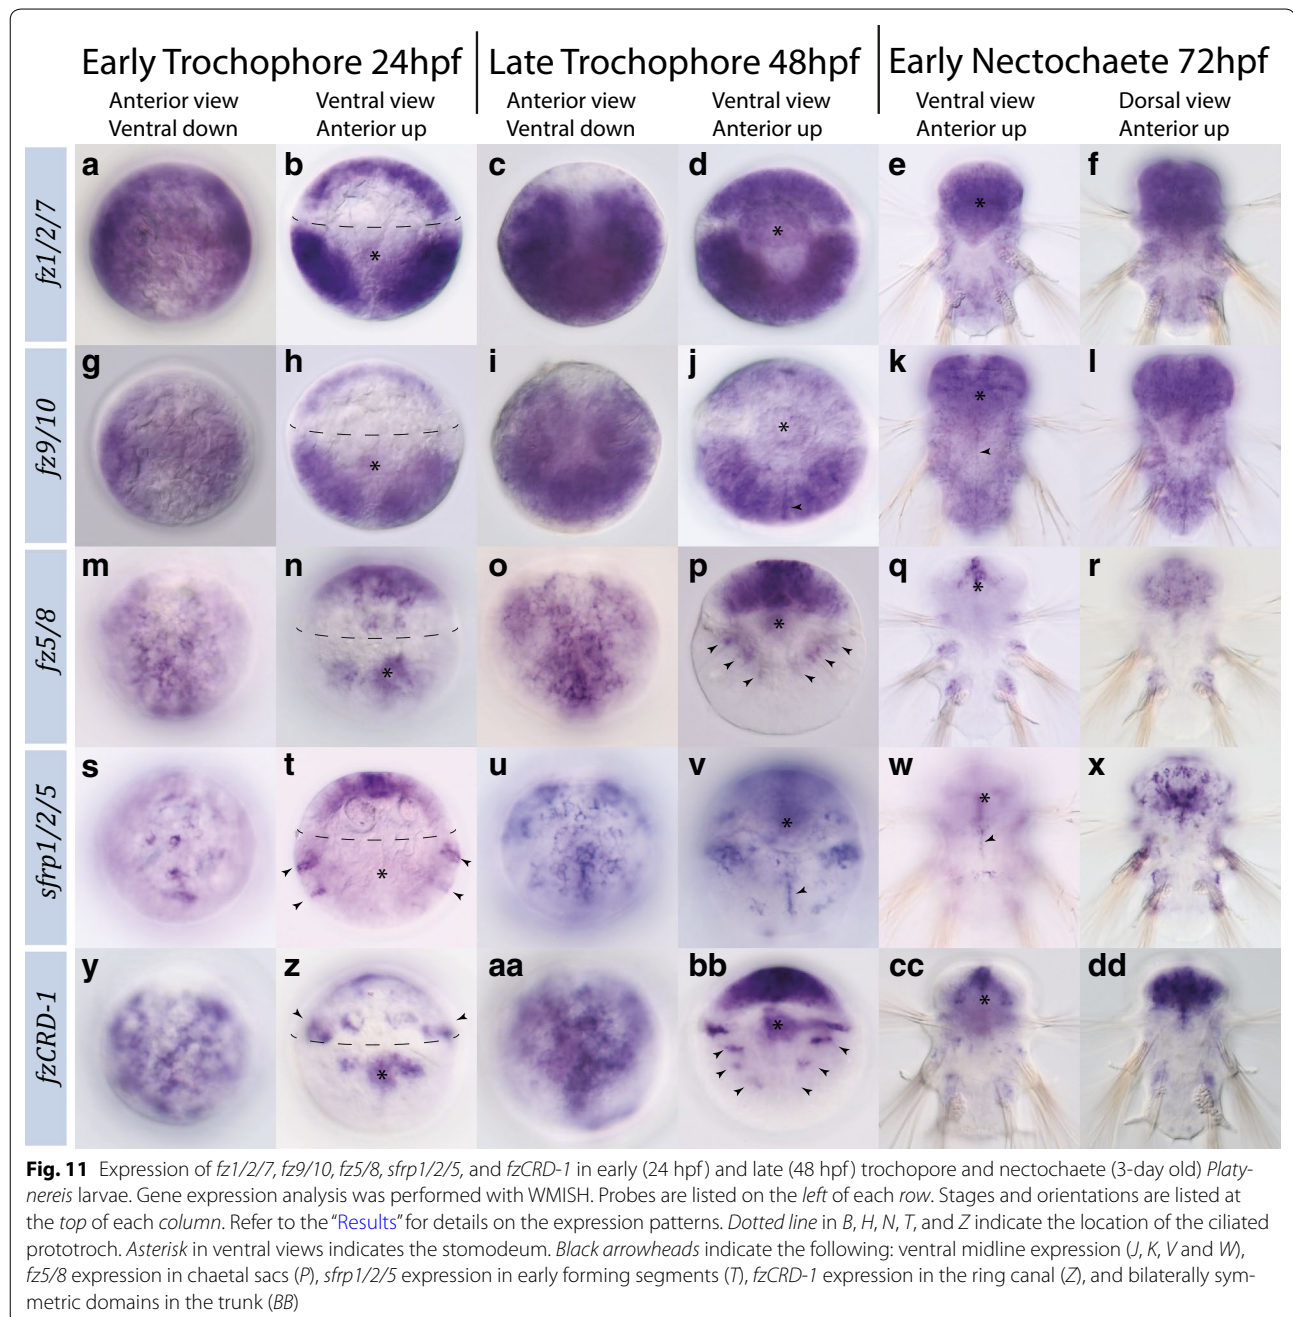 Early Trochophore 24hpf
Late Trochophore 48hpf
Early Nectochaete 72hpf
Anterior view
Ventral down
Ventral view
Anterior up
Anterior view
Ventral down
Ventral view
Anterior up
Ventral view
Anterior up
Dorsal view
Anterior up
fz1/2/7
a
b
*
c
d
*
e
*
f
fz9/10
g
h
*
i
j
*
k
*
l
fz5/8
m
n
*
o
p
*
q
*
r
sfrp1/2/5
s
t
*
u
v
*
w
*
x
fzCRD-1
y
z
*
aa
bb
*
cc
*
dd
Fig. 11 Expression of fz1/2/7, fz9/10, fz5/8, sfrp1/2/5, and fzCRD-1 in early (24 hpf) and late (48 hpf) trochopore and nectochaete (3-day old) Platy-
nereis larvae. Gene expression analysis was performed with WMISH. Probes are listed on the left of each row. Stages and orientations are listed at
the top of each column. Refer to the “Results” for details on the expression patterns. Dotted line in B, H, N, T, and Z indicate the location of the ciliated
prototroch. Asterisk in ventral views indicates the stomodeum. Black arrowheads indicate the following: ventral midline expression (J, K, V and W),
fz5/8 expression in chaetal sacs (P), sfrp1/2/5 expression in early forming segments (T), fzCRD-1 expression in the ring canal (Z), and bilaterally sym-
metric domains in the trunk (BB)